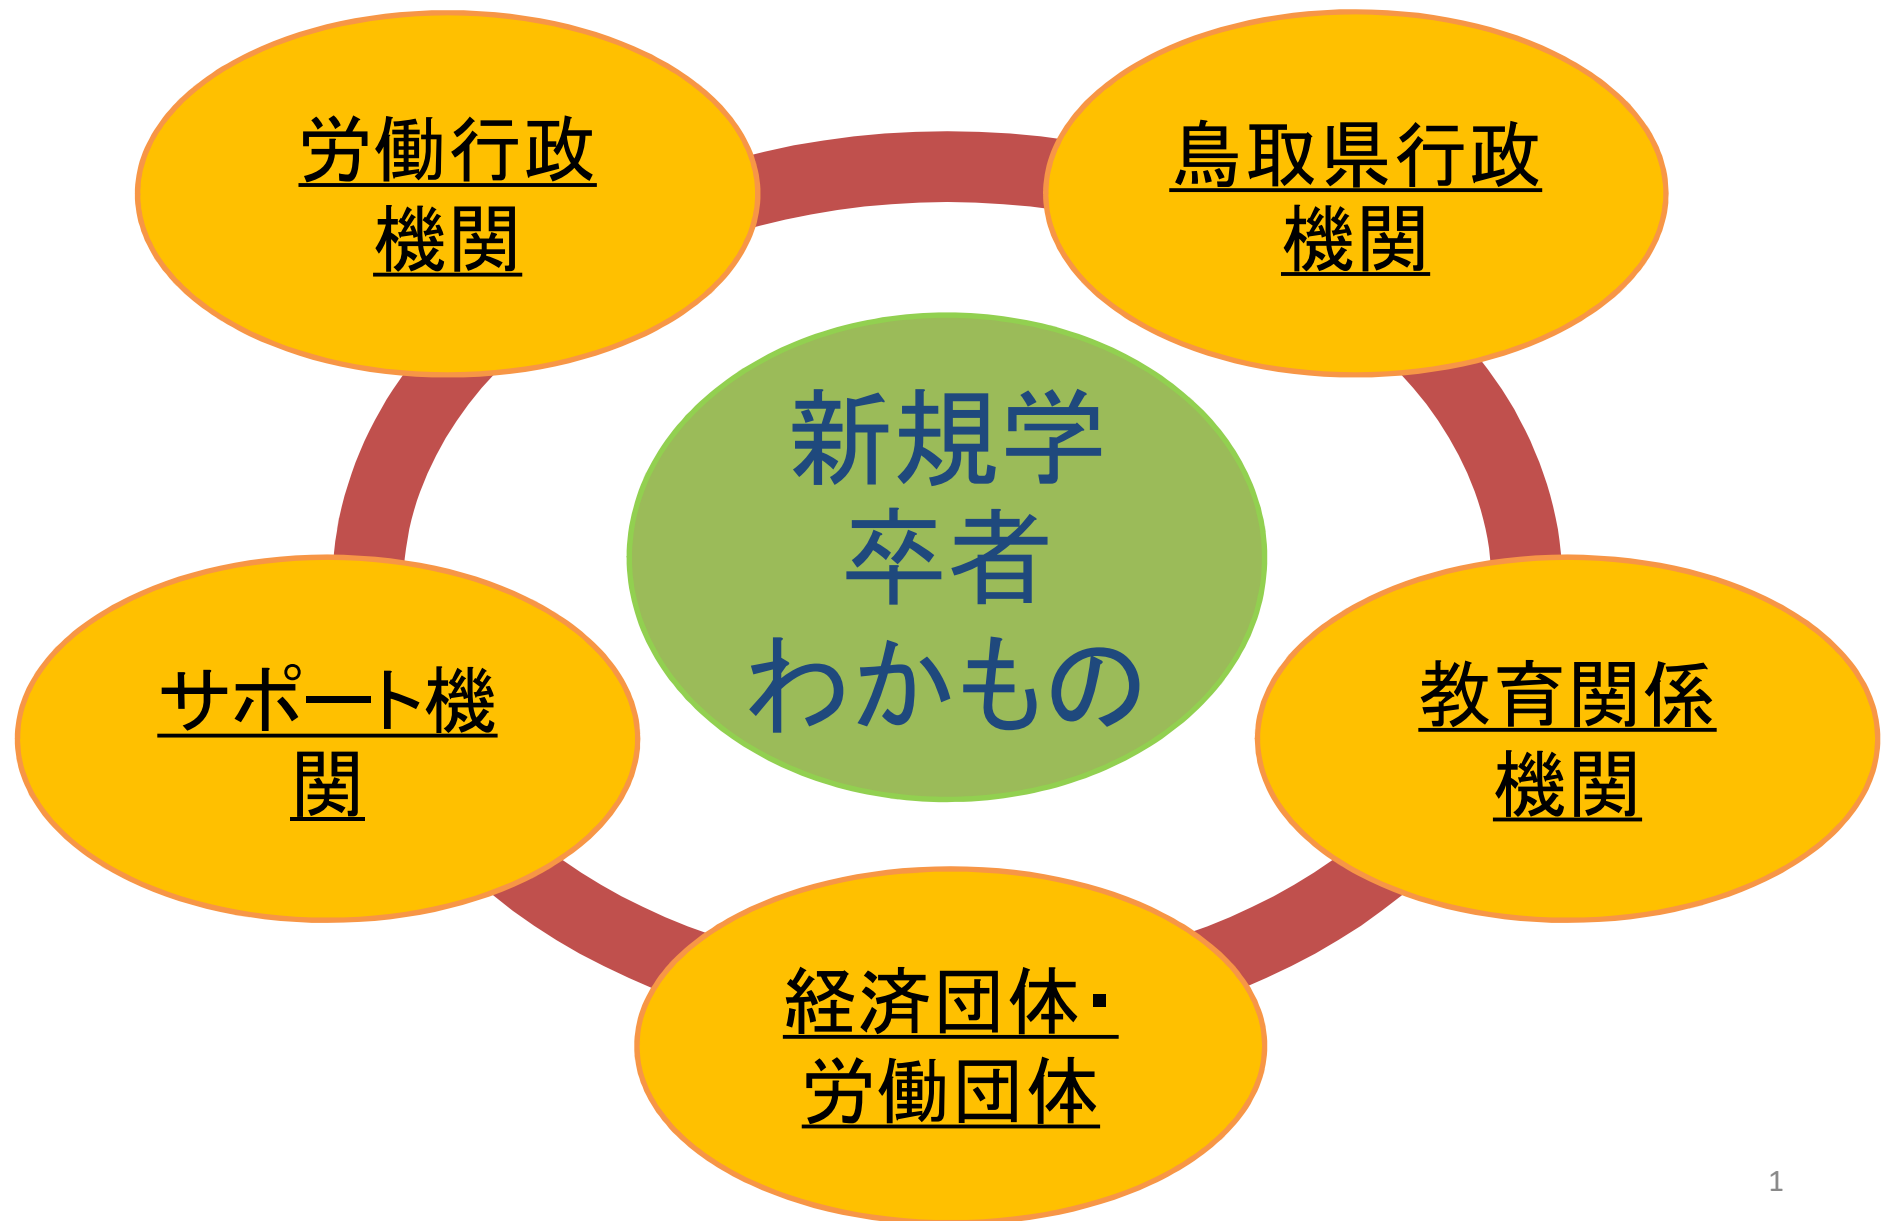 労働行政
機関
鳥取県行政
機関
新規学
卒者
わかもの
サポート機
関
教育関係
機関
経済団体・
労働団体
1